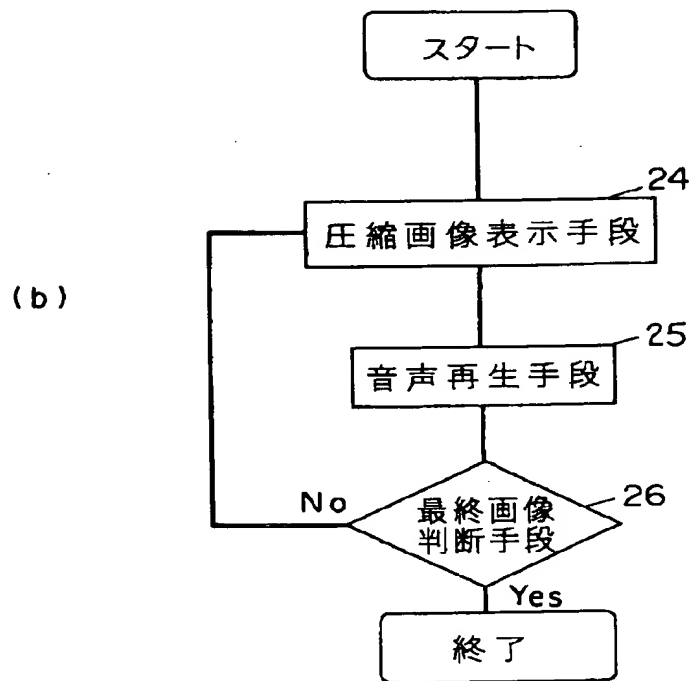 スタート
24
圧縮画像表示手段
(b)
25
音声再生手段
No
26
最終画像
判断手段
Yes
終了